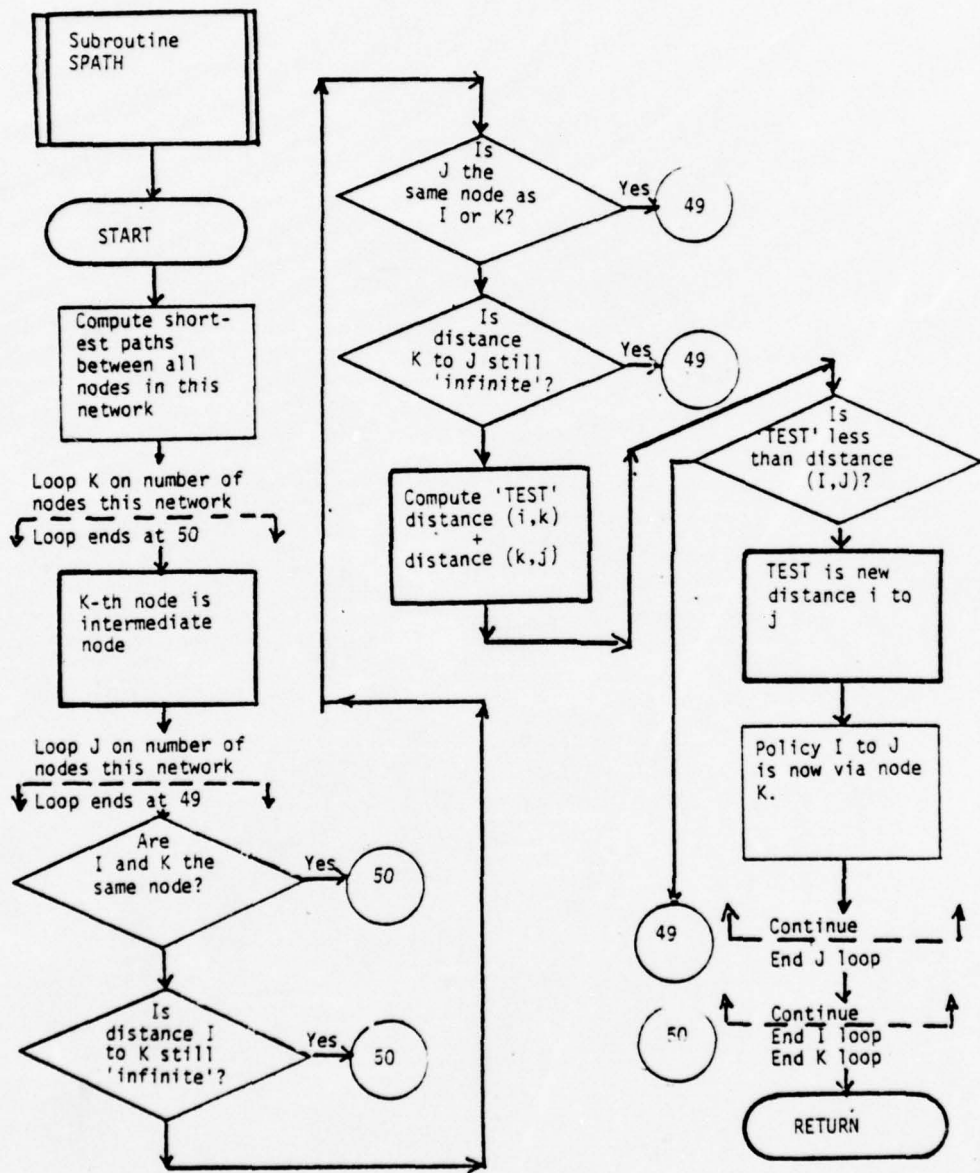 Subroutine
SPATH
START
Compute short-
est paths
between all
nodes in this
network
Loop K on number of
nodes this network
Loop ends at 50
K-th node is
intermediate
node
Loop J on number of
nodes this network
Loop ends at 49
Are
I and K the
same node?
Yes
50
Is
distance I
to K still
'infinite'?
Yes
50
Is
J the
same node as
I or K?
Yes
49
Is
distance
K to J still
'infinite'?
Yes
49
Compute 'TEST'
distance (i,k)
+
distance (k,j)
Is
'TEST' less
than distance
(I,J)?
TEST is new
distance i to
j
Policy I to J
is now via node
K.
49
Continue
End J loop
50
Continue
End I loop
End K loop
RETURN